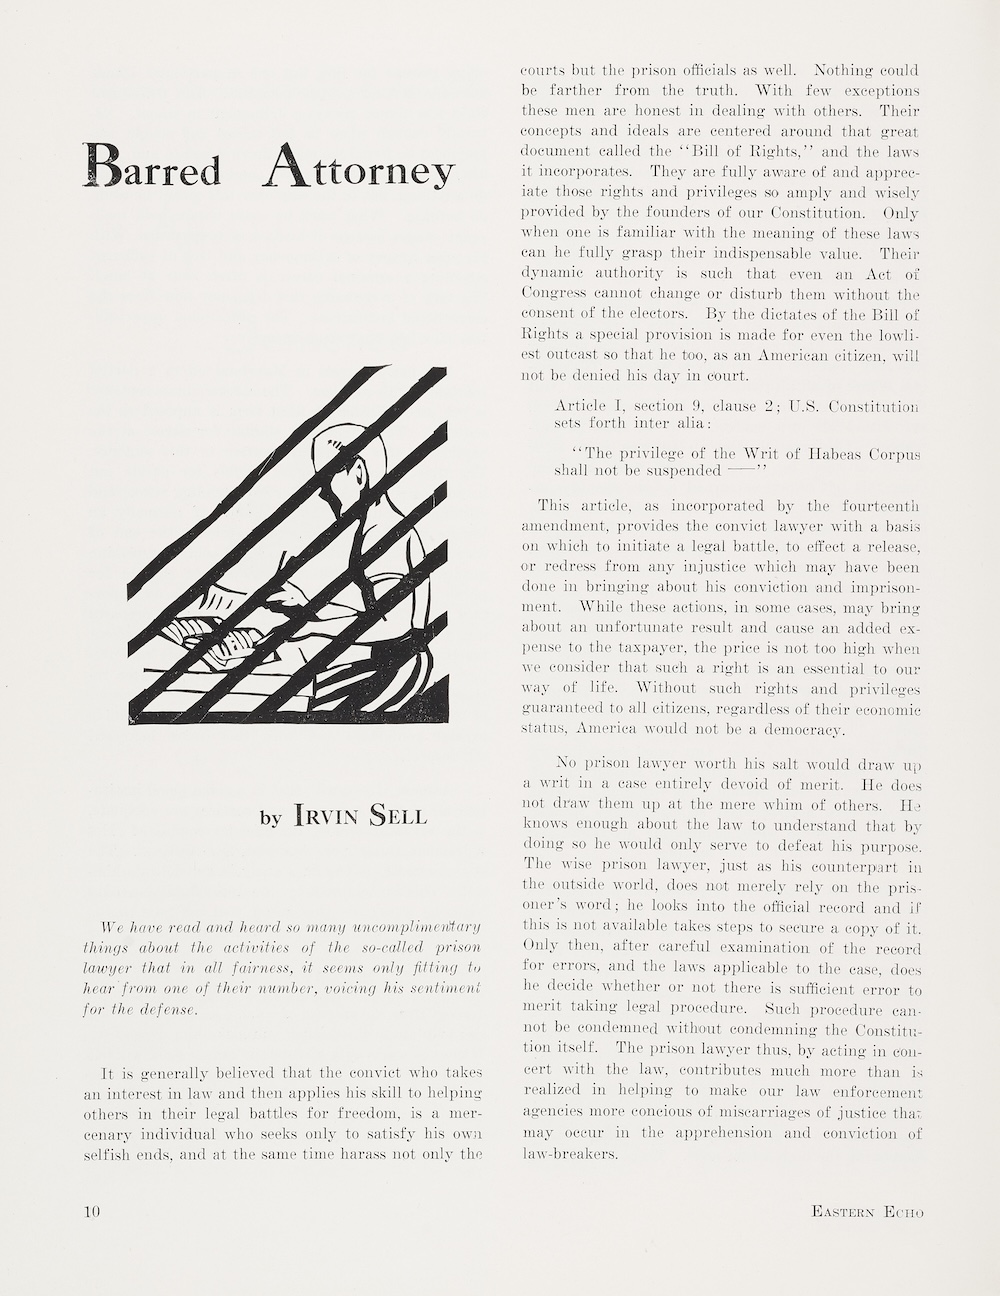 Barred Attorney
by IRVIN SELL
We have read and heard so many uncomplimentary
things about the activities of the so-called prison
lawyer that in all fairness, it seems only fitting to
hear from one of their number, voicing his sentiment
for the defense.
It is generally believed that the convict who takes
an interest in law and then applies his skill to helping
others in their legal battles for freedom, is a mer-
cenary individual who seeks only to satisfy his own
selfish ends, and at the same time harass not only the
courts but the prison officials as well. Nothing could
be farther from the truth. With few exceptions
these men are honest in dealing with others. Their
concepts and ideals are centered around that great
document called the "Bill of Rights," and the laws
it incorporates. They are fully aware of and apprec-
iate those rights and privileges so amply and wisely
provided by the founders of our Constitution. Only
when one is familiar with the meaning of these laws
can he fully grasp their indispensable value. Their
dynamic authority is such that even an Act of
Congress cannot change or disturb them without the
consent of the electors. By the dictates of the Bill of
Rights a special provision is made for even the lowli-
est outcast so that he too, as an American citizen, will
not be denied his day in court.
Article I, section 9, clause 2; U.S. Constitution
sets forth inter alia:
"The privilege of the Writ of Habeas Corpus
shall not be suspended ——"
This article, as incorporated by the fourteenth
amendment, provides the convict lawyer with a basis
on which to initiate a legal battle, to effect a release,
or redress from any injustice which may have been
done in bringing about his conviction and imprison-
ment. While these actions, in some cases, may bring
about an unfortunate result and cause an added ex-
pense to the taxpayer, the price is not too high when
we consider that such a right is an essential to our
way of life. Without such rights and privileges
guaranteed to all citizens, regardless of their economic
status, America would not be a democracy.
No prison lawyer worth his salt would draw up
a writ in a case entirely devoid of merit. He does
not draw them up at the mere whim of others. He
knows enough about the law to understand that by
doing so he would only serve to defeat his purpose.
The wise prison lawyer, just as his counterpart in
the outside world, does not merely rely on the pris-
oner's word; he looks into the official record and if
this is not available takes steps to secure a copy of it.
Only then, after careful examination of the record
for errors, and the laws applicable to the case, does
he decide whether or not there is sufficient error to
merit taking legal procedure. Such procedure can-
not be condemned without condemning the Constitu-
tion itself. The prison lawyer thus, by acting in con-
cert with the law, contributes much more than is
realized in helping to make our law enforcement
agencies more concious of miscarriages of justice that
may occur in the apprehension and conviction of
law-breakers.
10
EASTERN ECHO